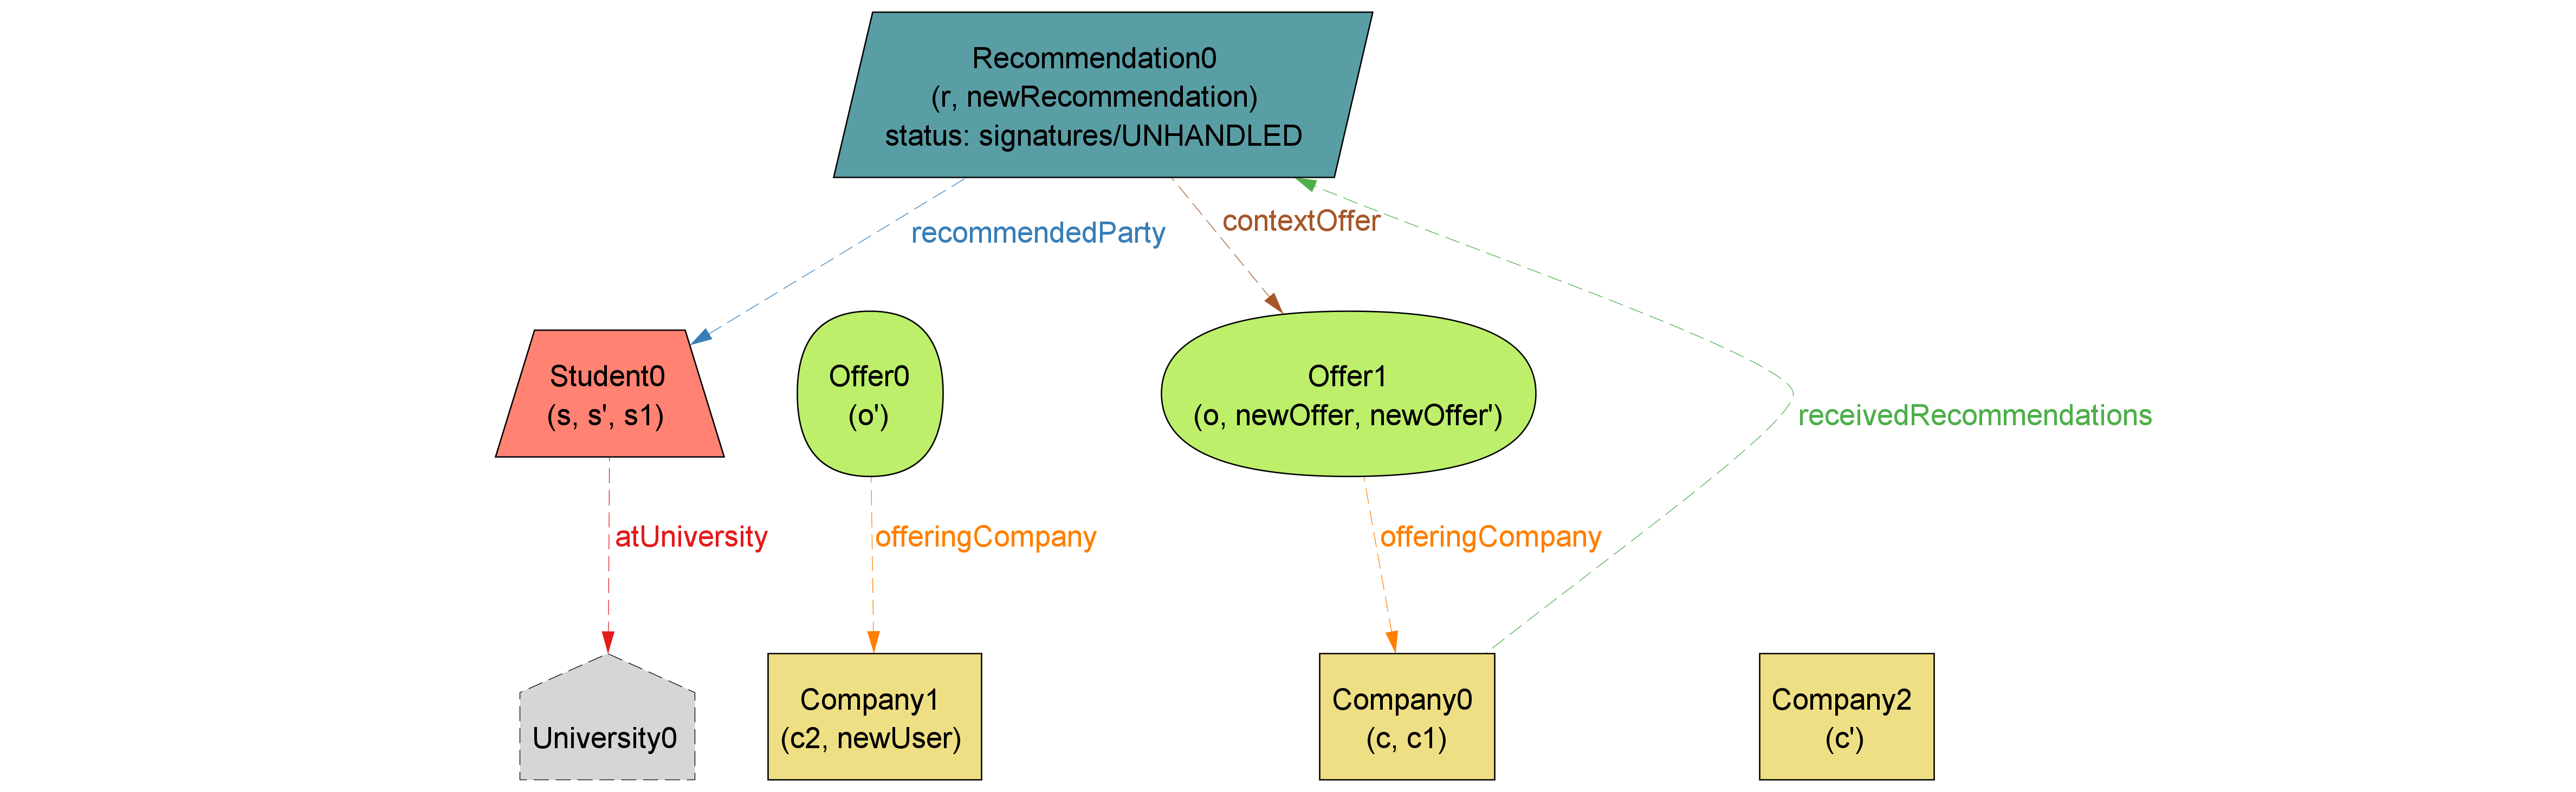 Recommendation0
(r, newRecommendation)
status: signatures/UNHANDLED
recommendedParty
contextOffer
Student0
(s, s', s1)
Offer0
(o')
Offer1
(o, newOffer, newOffer')
receivedRecommendations
atUniversity
offeringCompany
offeringCompany
University0
Company1
(c2, newUser)
Company0
(c, c1)
Company2
(c')